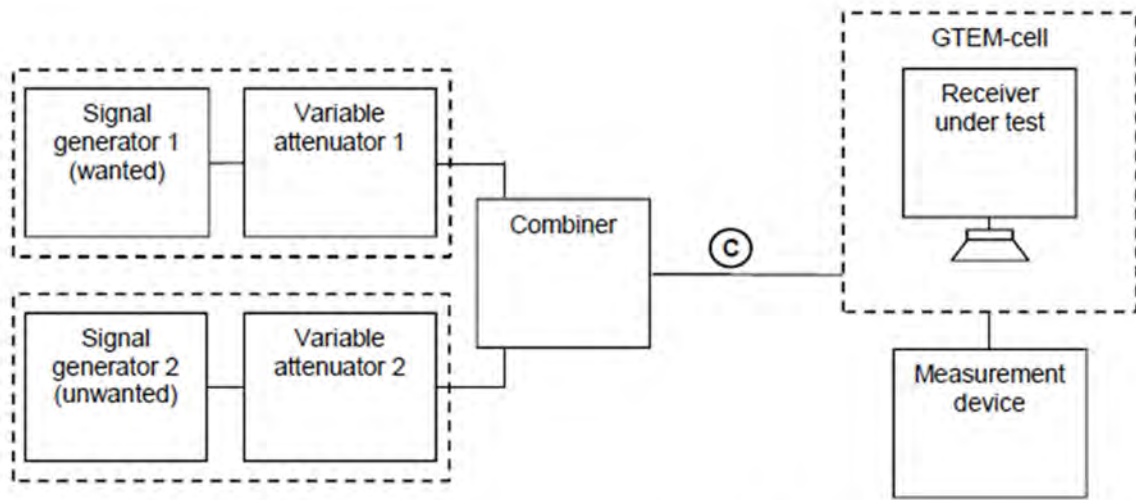 GTEM-cell
Signal
generator 1
(wanted)
Variable
attenuator 1
Receiver
under test
Combiner
C
Signal
generator 2
(unwanted)
Variable
attenuator 2
Measurement
device